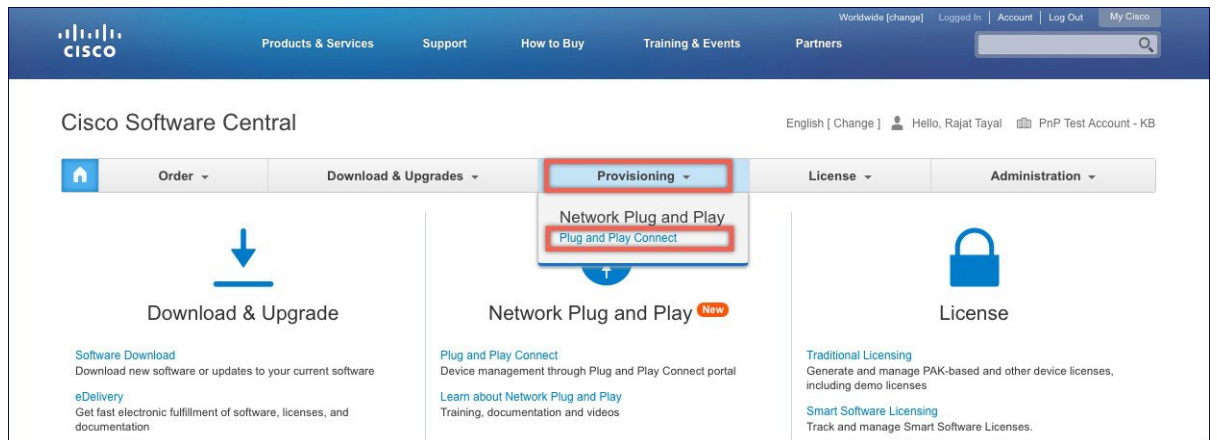 Worldwide [change] Logged In | Account | Log Out My Cisco
CISCO
Products & Services Support How to Buy Training & Events Partners
Cisco Software Central
English [ Change ] Hello, Rajat Tayal PnP Test Account - KB
Order Download & Upgrades Provisioning License Administration
Network Plug and Play
Plug and Play Connect
Download & Upgrade
Software Download
Download new software or updates to your current software
eDelivery
Get fast electronic fulfillment of software, licenses, and
documentation
Network Plug and Play New
Plug and Play Connect
Device management through Plug and Play Connect portal
Learn about Network Plug and Play
Training, documentation and videos
License
Traditional Licensing
Generate and manage PAK-based and other device licenses,
including demo licenses
Smart Software Licensing
Track and manage Smart Software Licenses.